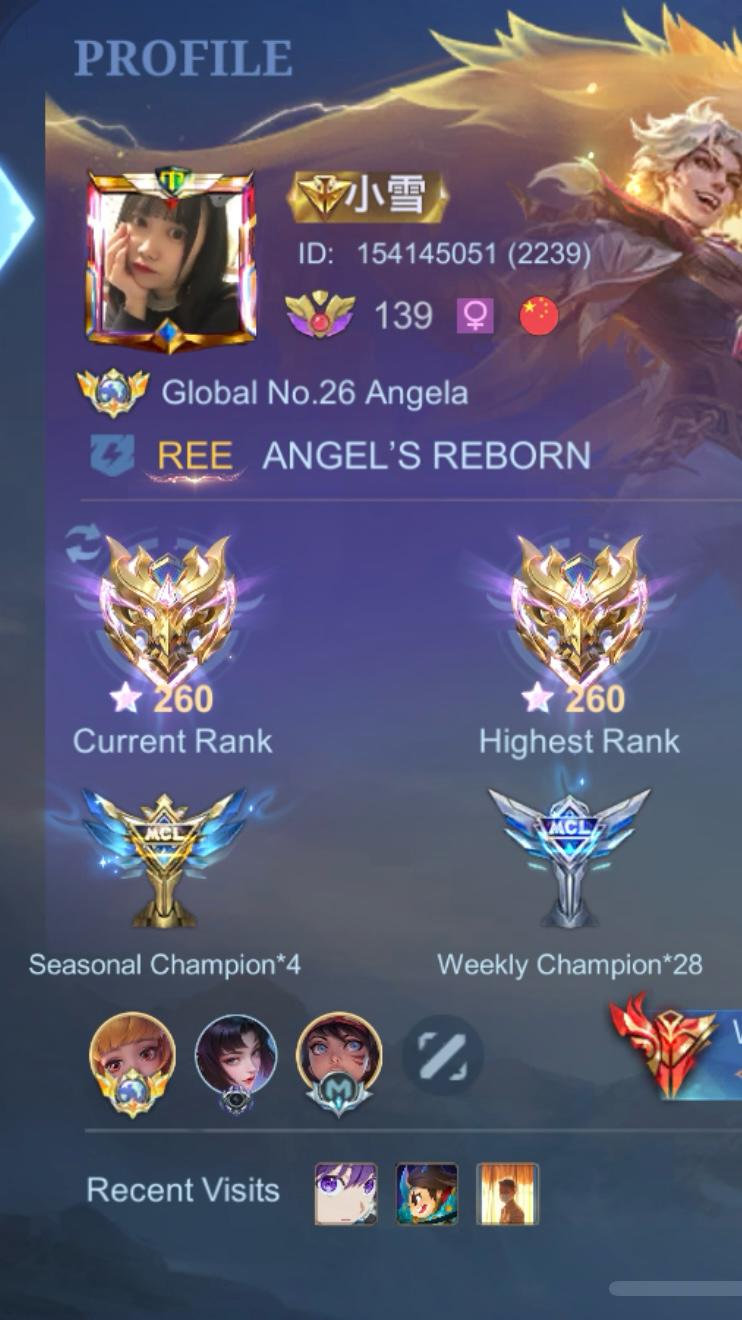 PROFILE
小雪
ID: 154145051 (2239)
139
Global No.26 Angela
REE ANGEL'S REBORN
260 260
Current Rank Highest Rank
MCL MCL
Seasonal Champion*4 Weekly Champion*28
M
Recent Visits